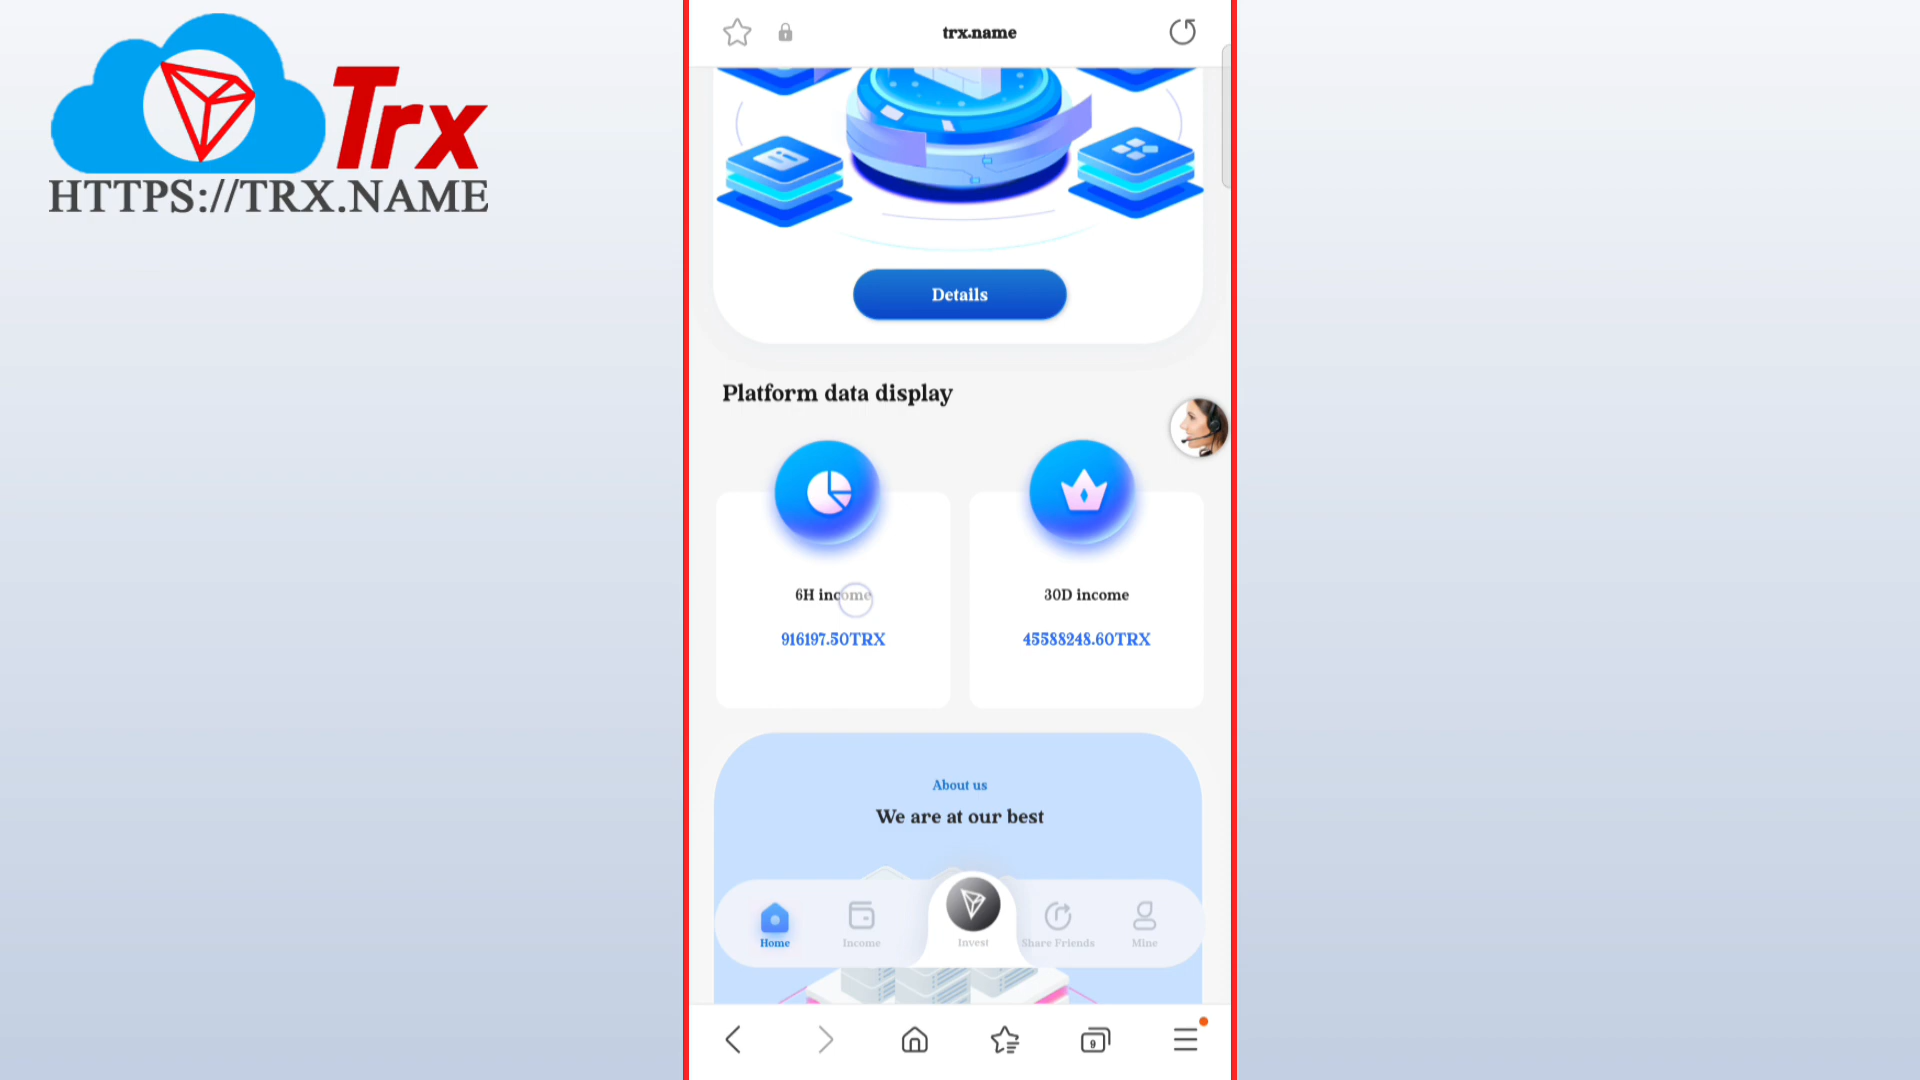 Trx
HTTPS://TRX.NAME
trx.name
Details
Platform data display
6H income
916197.50TRX
30D income
45588248.60TRX
About us
We are at our best
Home
Income
Invest
Share Friends
Mine
9